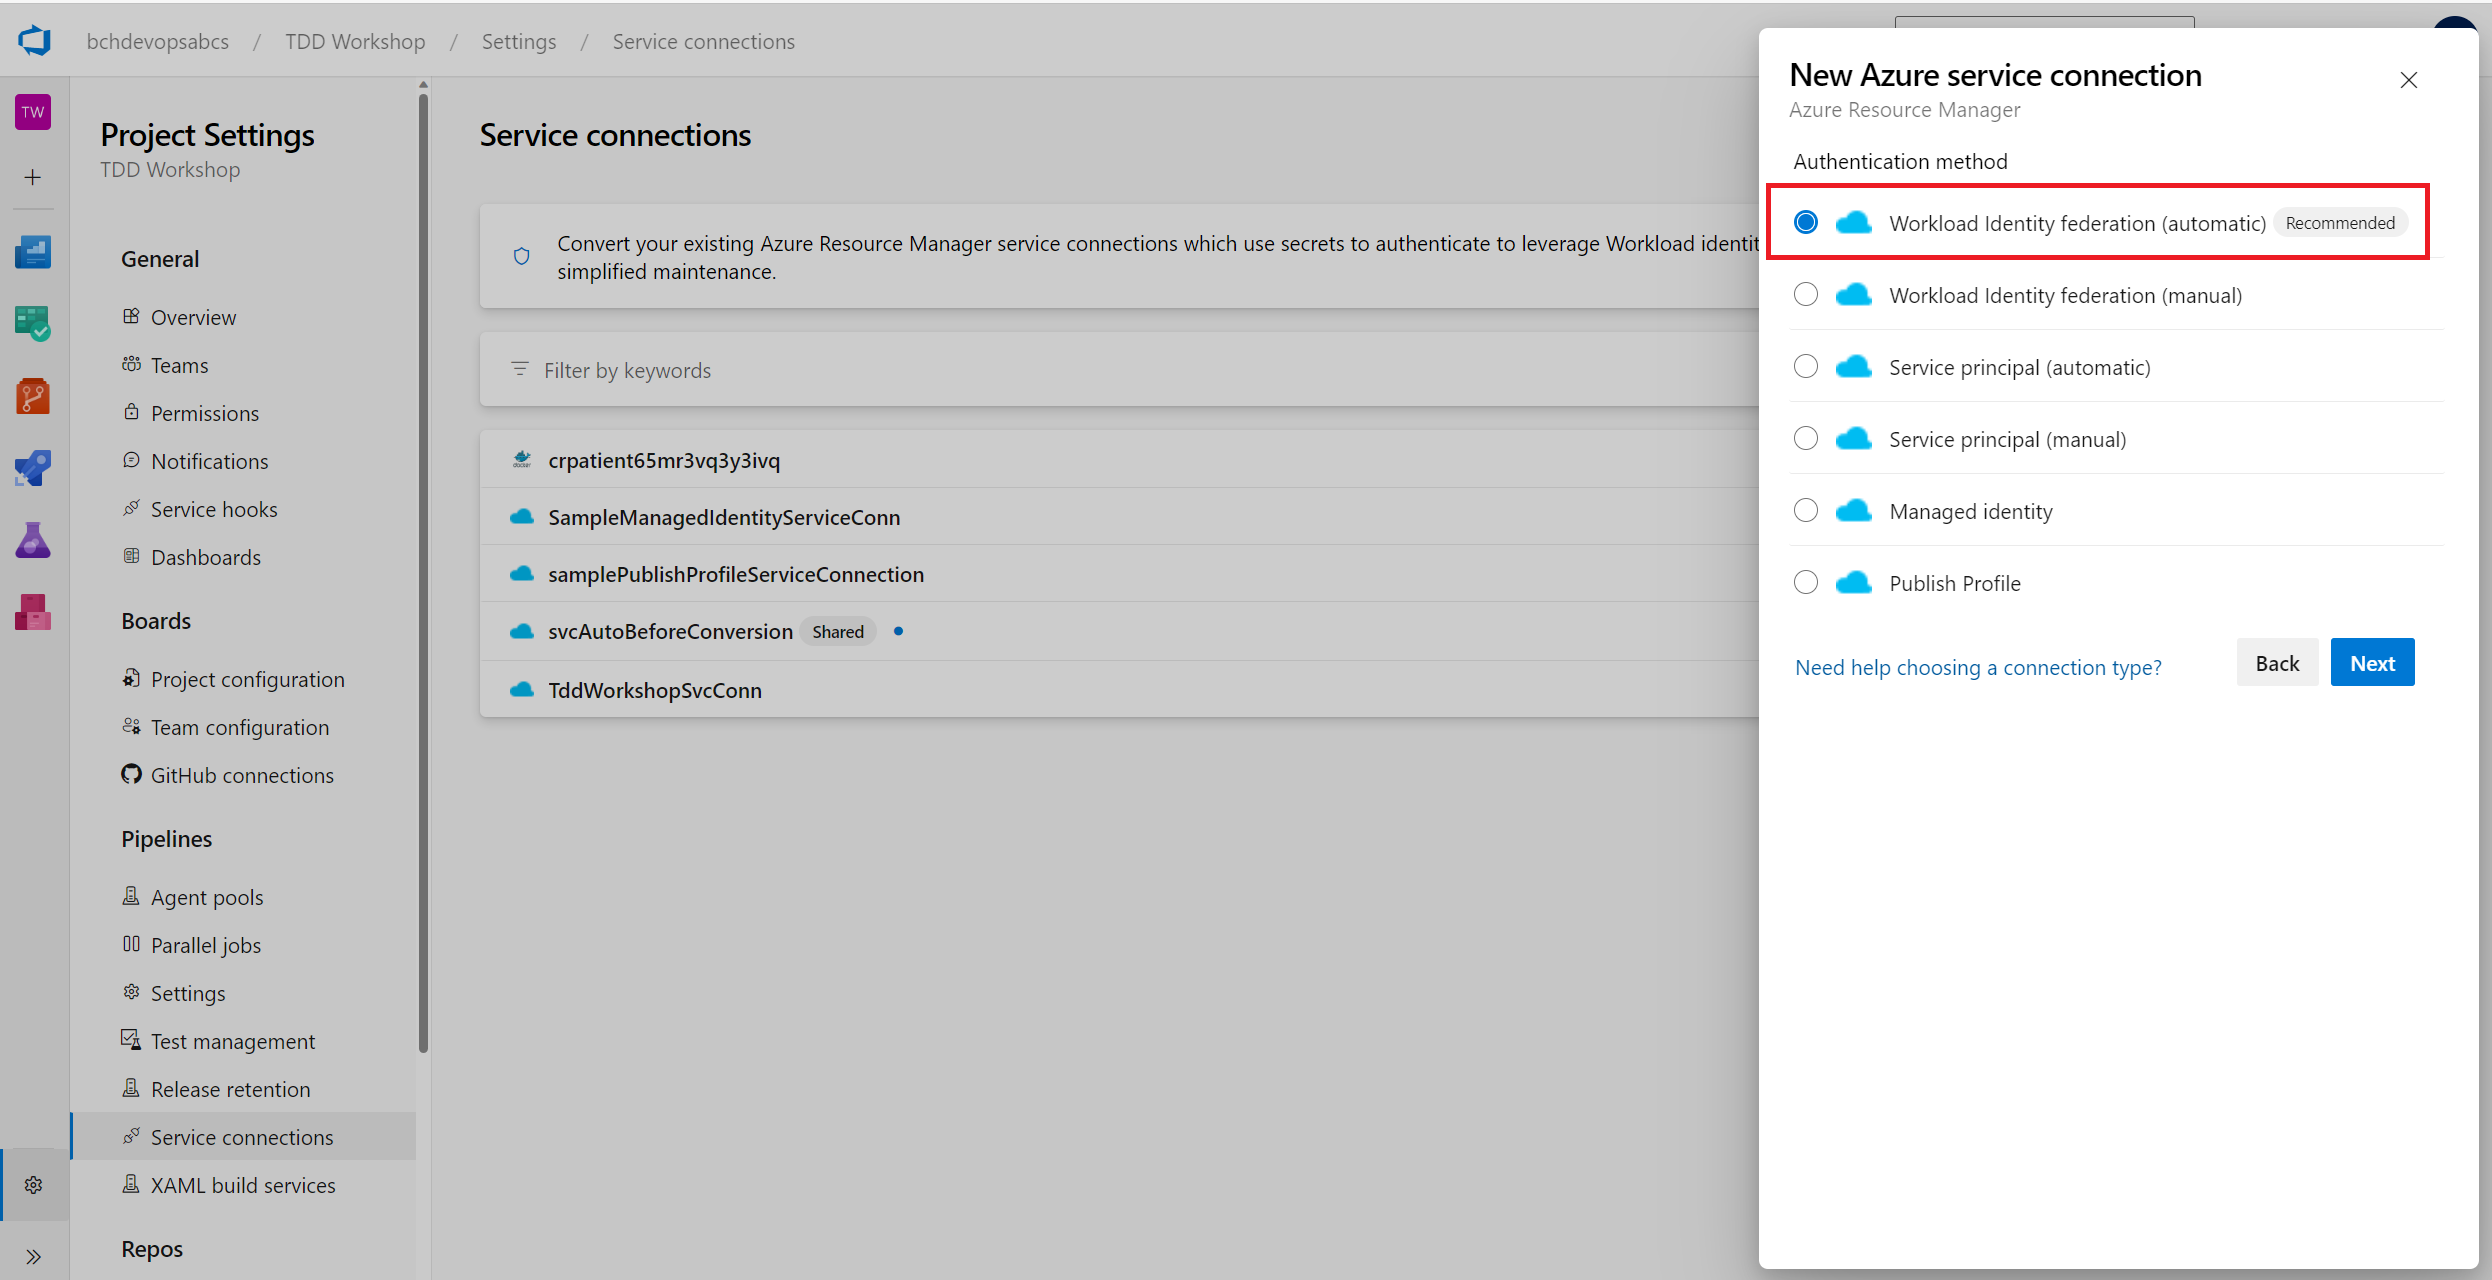 bchdevopsabcs / TDD Workshop / Settings / Service connections
TW
Project Settings
TDD Workshop
General
Overview
Teams
Permissions
Notifications
Service hooks
Dashboards
Boards
Project configuration
Team configuration
GitHub connections
Pipelines
Agent pools
Parallel jobs
Settings
Test management
Release retention
Service connections
XAML build services
Repos
Service connections
Convert your existing Azure Resource Manager service connections which use secrets to authenticate to leverage Workload
simplified maintenance.
Filter by keywords
docker crpatient65mr3vq3y3ivq
SampleManagedIdentityServiceConn
samplePublishProfileServiceConnection
svcAutoBeforeConversion Shared
TddWorkshopSvcConn
New Azure service connection
Azure Resource Manager
Authentication method
Workload Identity federation (automatic) Recommended
Workload Identity federation (manual)
Service principal (automatic)
Service principal (manual)
Managed identity
Publish Profile
Need help choosing a connection type?
Back
Next